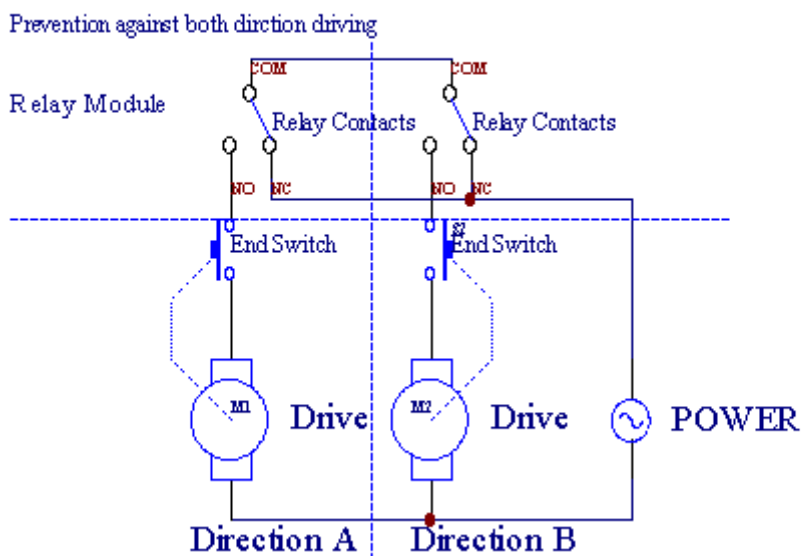 Prevention against both dirction driving
COM
COM
Relay Module
Relay Contacts
Relay Contacts
NO
NC
NO
NC
End Switch
End Switch
M1
Drive
M2
Drive
POWER
Direction A
Direction B